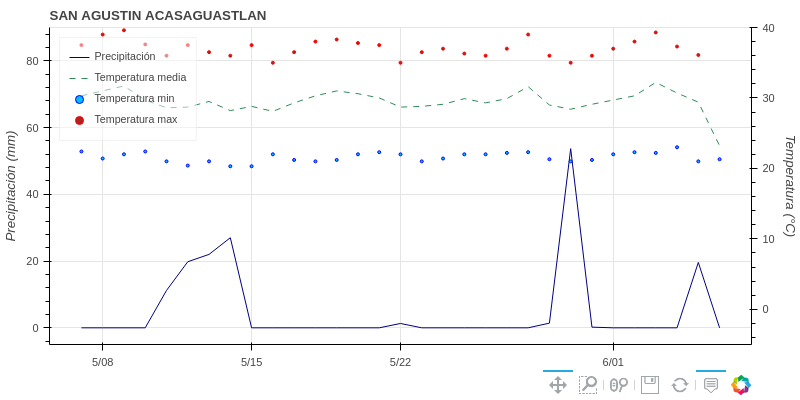 SAN AGUSTIN ACASAGUASTLAN
Precipitación
Temperatura media
Temperatura min
Temperatura max
Precipitación (mm)
80
60
40
20
0
Temperatura (°C)
40
30
20
10
0
5/08
5/15
5/22
6/01